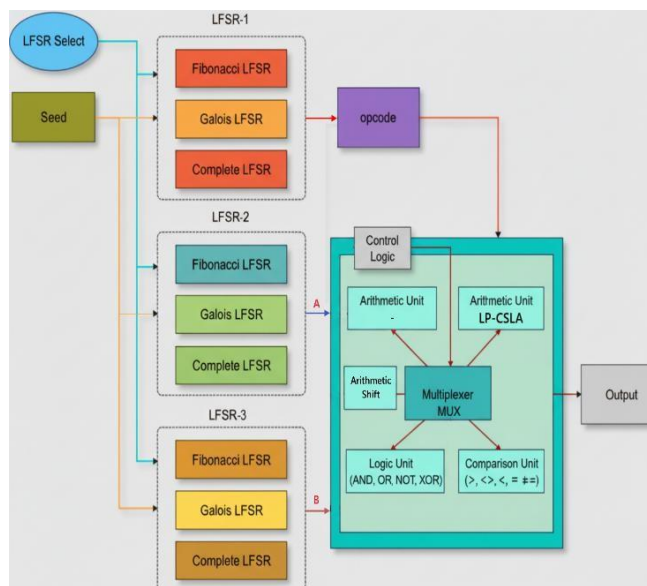 LFSR-1
LFSR Select
Fibonacci LFSR
Seed
Galois LFSR
opcode
Complete LFSR
LFSR-2
Control
Logic
Fibonacci LFSR
Arithmetic Unit
-
Arithmetic Unit
LP-CSLA
A
Galois LFSR
Complete LFSR
Arithmetic
Shift
Multiplexer
MUX
Output
LFSR-3
Fibonacci LFSR
Logic Unit
(AND, OR, NOT, XOR)
Comparison Unit
(>, <>, <, = ≠=)
B
Galois LFSR
Complete LFSR